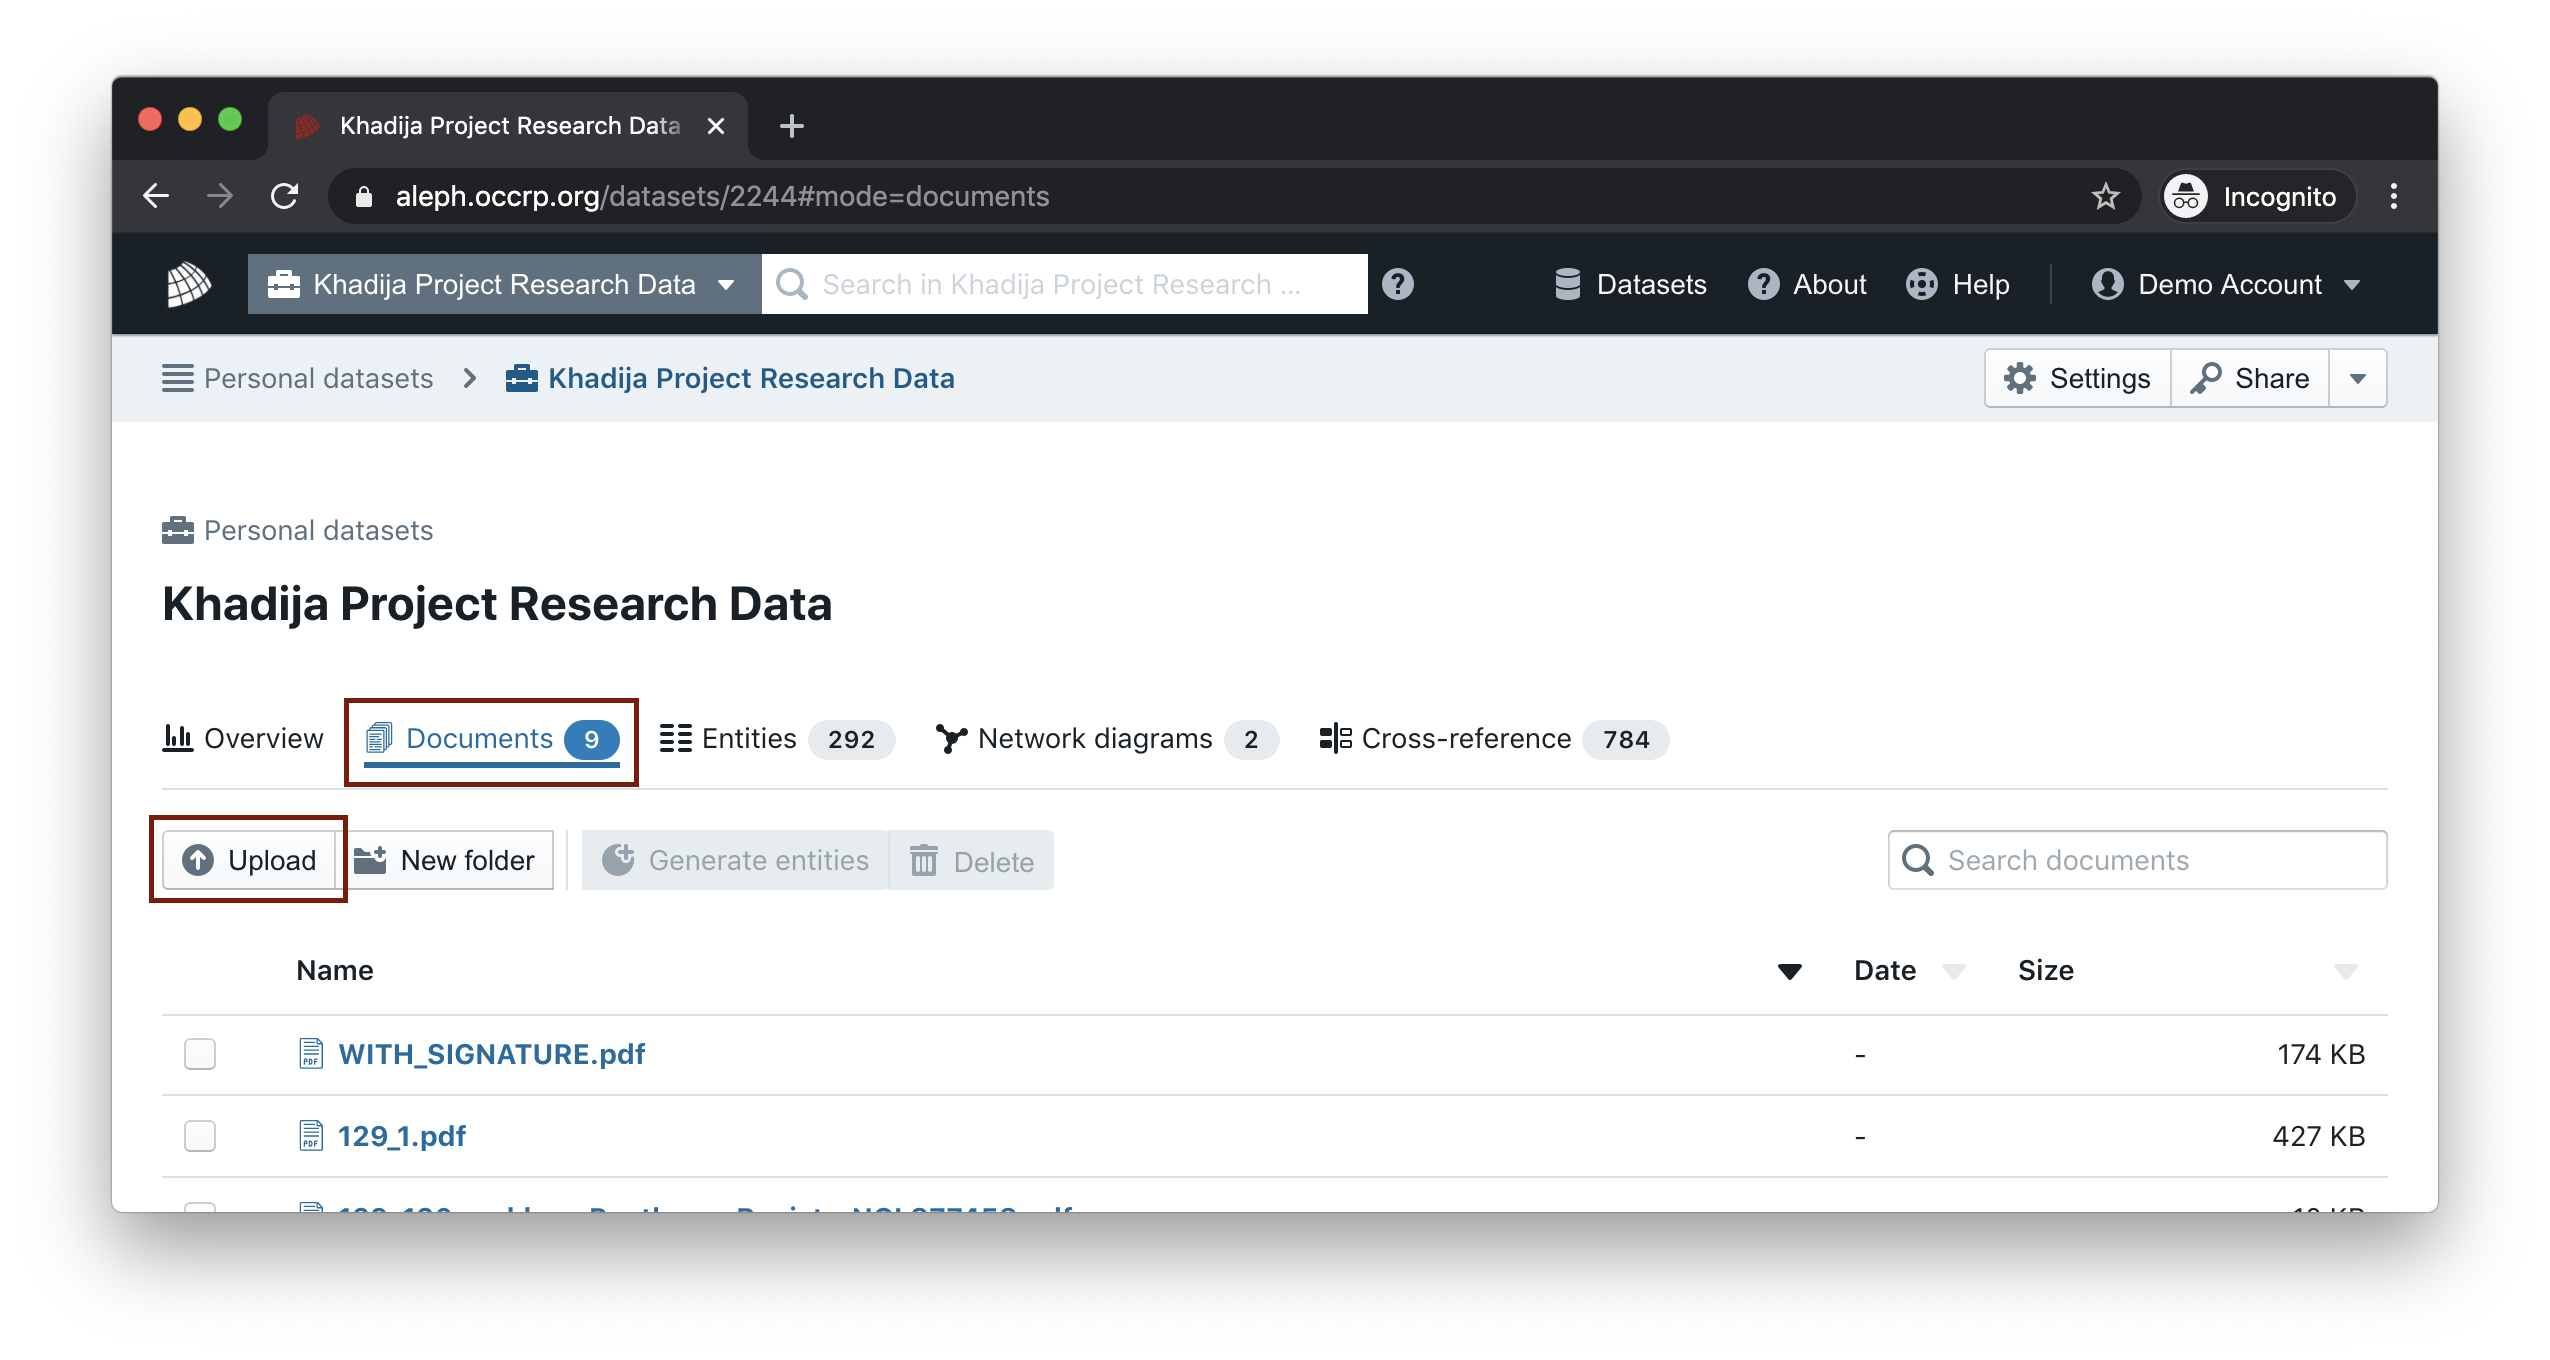 Khadija Project Research Data
aleph.occrp.org/datasets/2244#mode=documents
Incognito
Khadija Project Research Data
Search in Khadija Project Research ...
Datasets
About
Help
Demo Account
Personal datasets
Khadija Project Research Data
Settings
Share
Personal datasets
Khadija Project Research Data
Overview
Documents 9
Entities 292
Network diagrams 2
Cross-reference 784
Upload
New folder
Generate entities
Delete
Search documents
Name
Date
Size
WITH_SIGNATURE.pdf
-
174 KB
129_1.pdf
-
427 KB